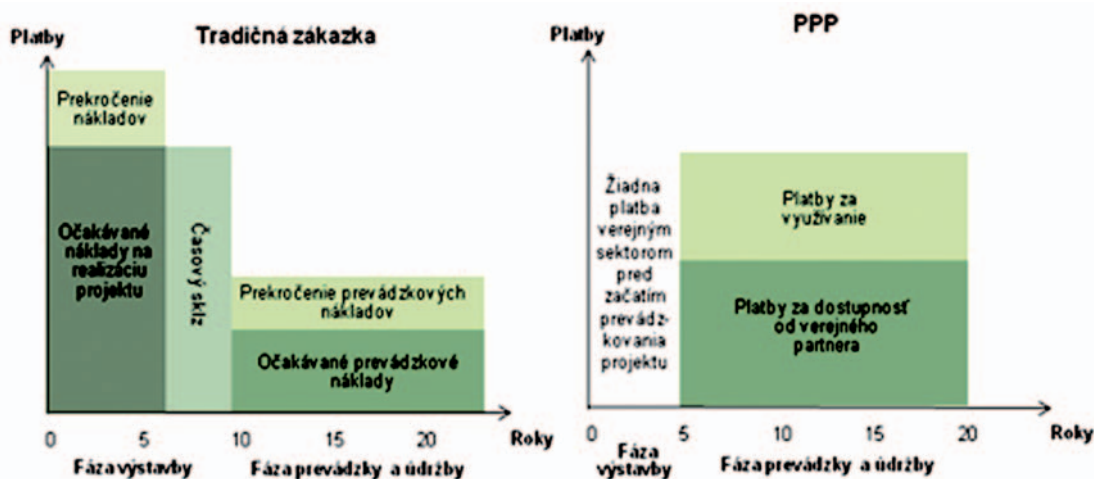 Tradičná zákazka
Platby
Prekročenie
nákladov
Očakávané
náklady na
realizáciu
projektu
Časový sklz
Prekročenie prevádzkových
nákladov
Očakávané prevádzkové
náklady
0 5 10 15 20 Roky
Fáza výstavby Fáza prevádzky a údržby
PPP
Platby
Žiadna
platba
verejným
sektorom
pred
začatím
prevádz-
kovania
projektu
Platby za
využívanie
Platby za dostupnosť
od verejného
partnera
0 5 10 15 20 Roky
Fáza
výstavby
Fáza prevádzky a údržby